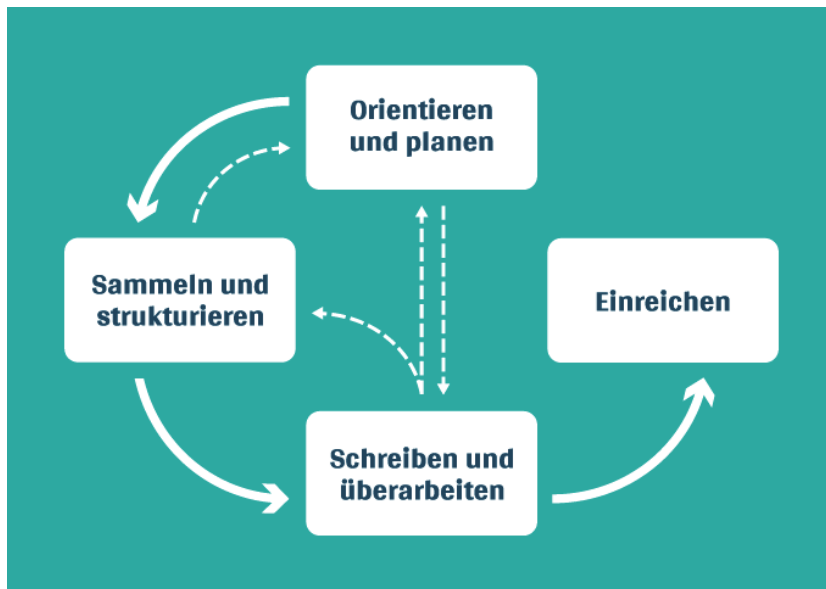 Orientieren
und planen
Sammeln und
strukturieren
Einreichen
Schreiben und
überarbeiten